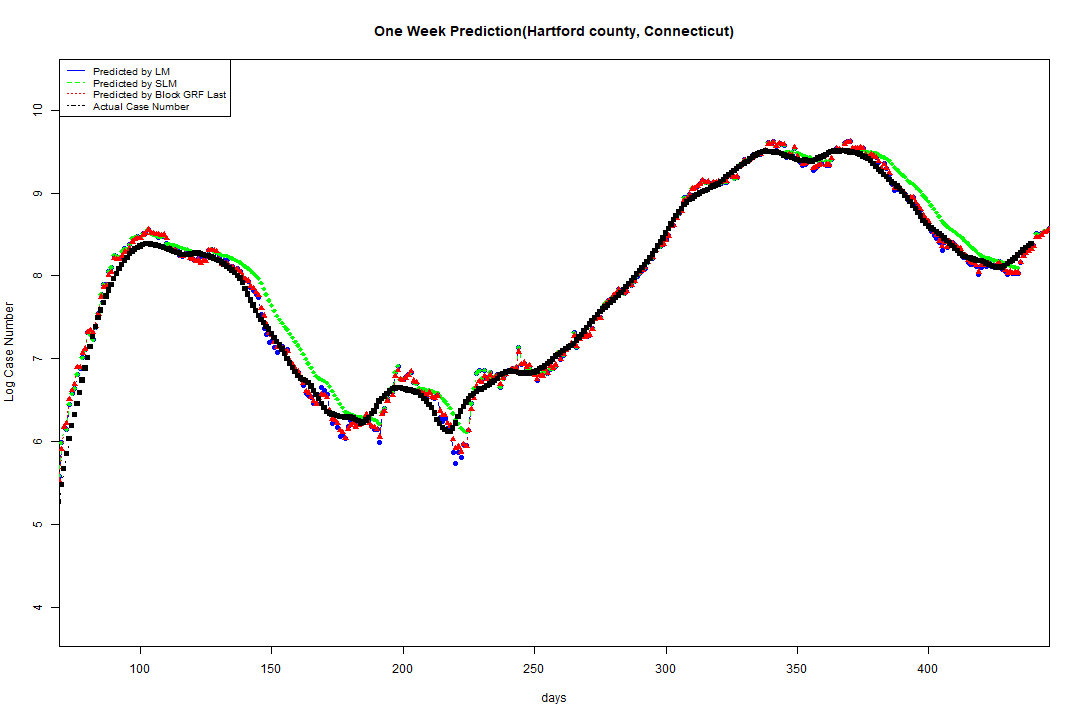 One Week Prediction(Hartford county, Connecticut)
Predicted by LM
Predicted by SLM
Predicted by Block GRF Last
Actual Case Number
10
9
8
7
6
5
4
Log Case Number
100 150 200 250 300 350 400
days